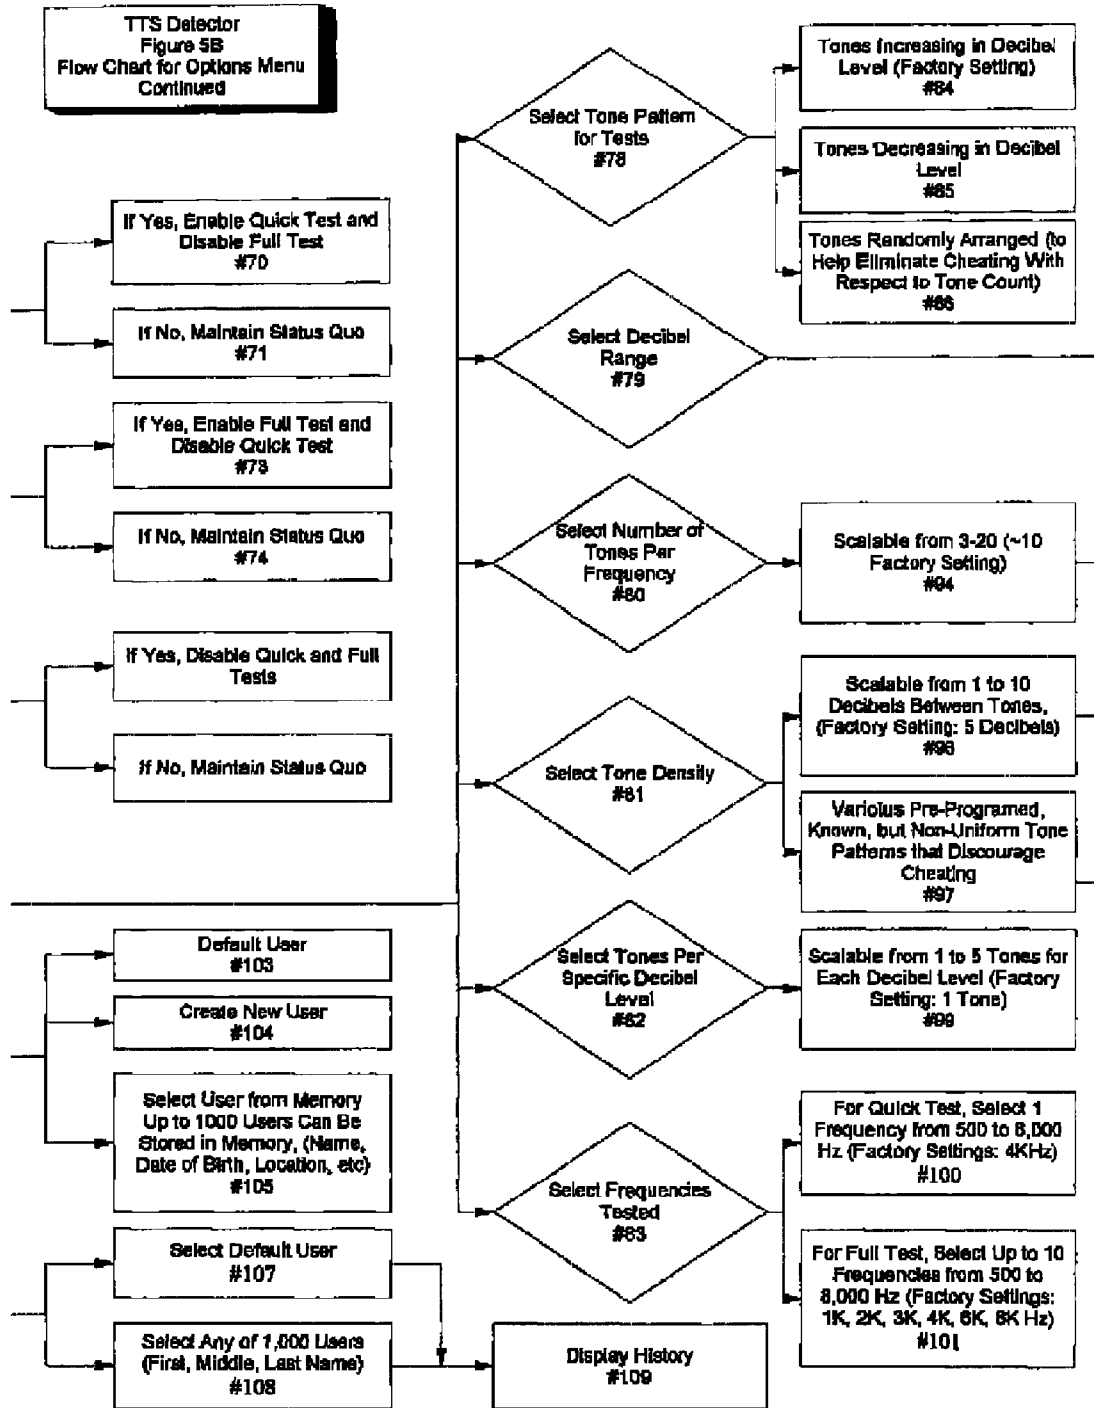 TTS Detector
Figure 5B
Flow Chart for Options Menu
Continued
If Yes, Enable Quick Test and
Disable Full Test
#70
If No, Maintain Status Quo
#71
If Yes, Enable Full Test and
Disable Quick Test
#73
If No, Maintain Status Quo
#74
If Yes, Disable Quick and Full
Tests
If No, Maintain Status Quo
Default User
#103
Create New User
#104
Select User from Memory
Up to 1000 Users Can Be
Stored in Memory, (Name,
Date of Birth, Location, etc)
#105
Select Default User
#107
Select Any of 1,000 Users
(First, Middle, Last Name)
#108
Display History
#109
Select Tone Pattern
for Tests
#78
Select Decibel
Range
#79
Select Number of
Tones Per
Frequency
#80
Select Tone Density
#81
Select Tones Per
Specific Decibel
Level
#82
Select Frequencies
Tested
#83
Tones Increasing in Decibel
Level (Factory Setting)
#84
Tones Decreasing in Decibel
Level
#85
Tones Randomly Arranged (to
Help Eliminate Cheating With
Respect to Tone Count)
#86
Scalable from 3-20 (~10
Factory Setting)
#94
Scalable from 1 to 10
Decibels Between Tones,
(Factory Setting: 5 Decibels)
#96
Variotus Pre-Programed,
Known, but Non-Uniform Tone
Patterns that Discourage
Cheating
#97
Scalable from 1 to 5 Tones for
Each Decibel Level (Factory
Setting: 1 Tone)
#99
For Quick Test, Select 1
Frequency from 500 to 8,000
Hz (Factory Settings: 4KHz)
#100
For Full Test, Select Up to 10
Frequencies from 500 to
8,000 Hz (Factory Settings:
1K, 2K, 3K, 4K, 6K, 8K Hz)
#101